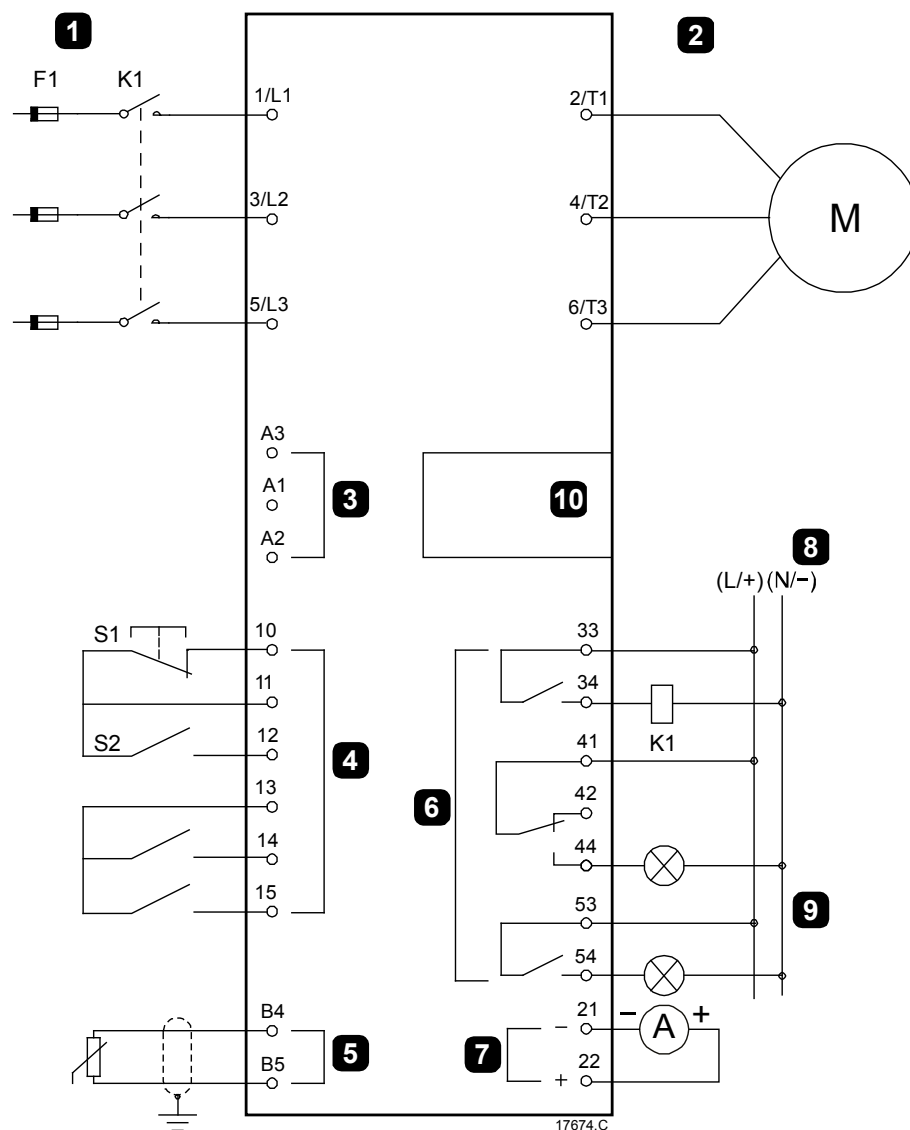 1
2
F1
K1
1/L1
2/T1
3/L2
4/T2
M
5/L3
6/T3
A3
A1
3
10
A2
8
(L/+)
(N/−)
S1
10
33
11
34
S2
12
K1
4
41
13
6
42
14
44
15
53
9
54
B4
21
−
−
A
+
5
7
B5
22
+
17674.C